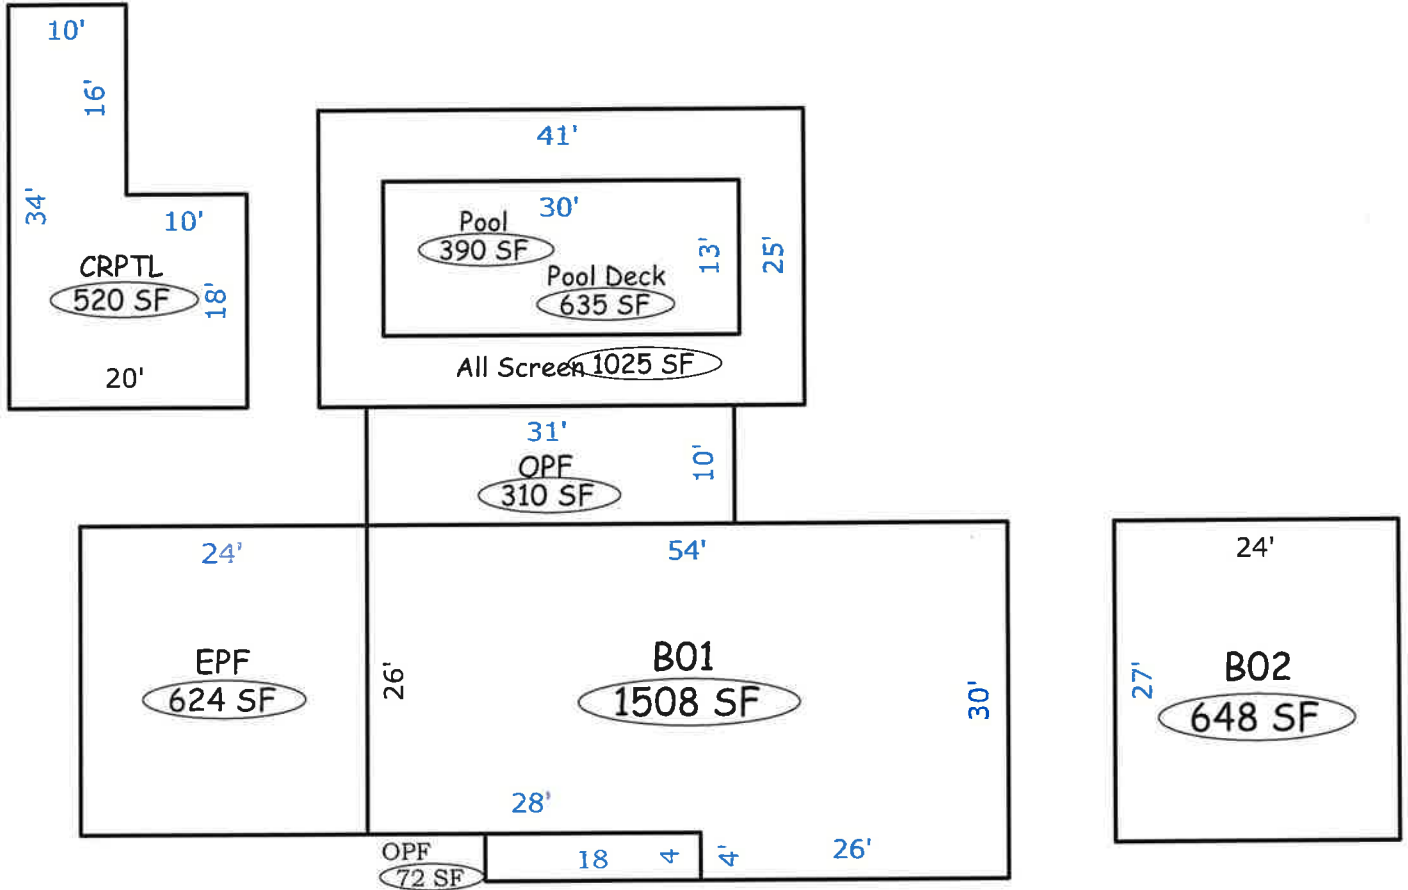 10'
16'
34'
10'
CRPTL
520 SF
18'
20'
41'
30'
Pool
390 SF
13'
25'
Pool Deck
635 SF
All Screen 1025 SF
31'
OPF
310 SF
10'
24'
EPF
624 SF
54'
26'
B01
1508 SF
30'
28'
OPF
72 SF
18
4
4'
26'
24'
27'
B02
648 SF